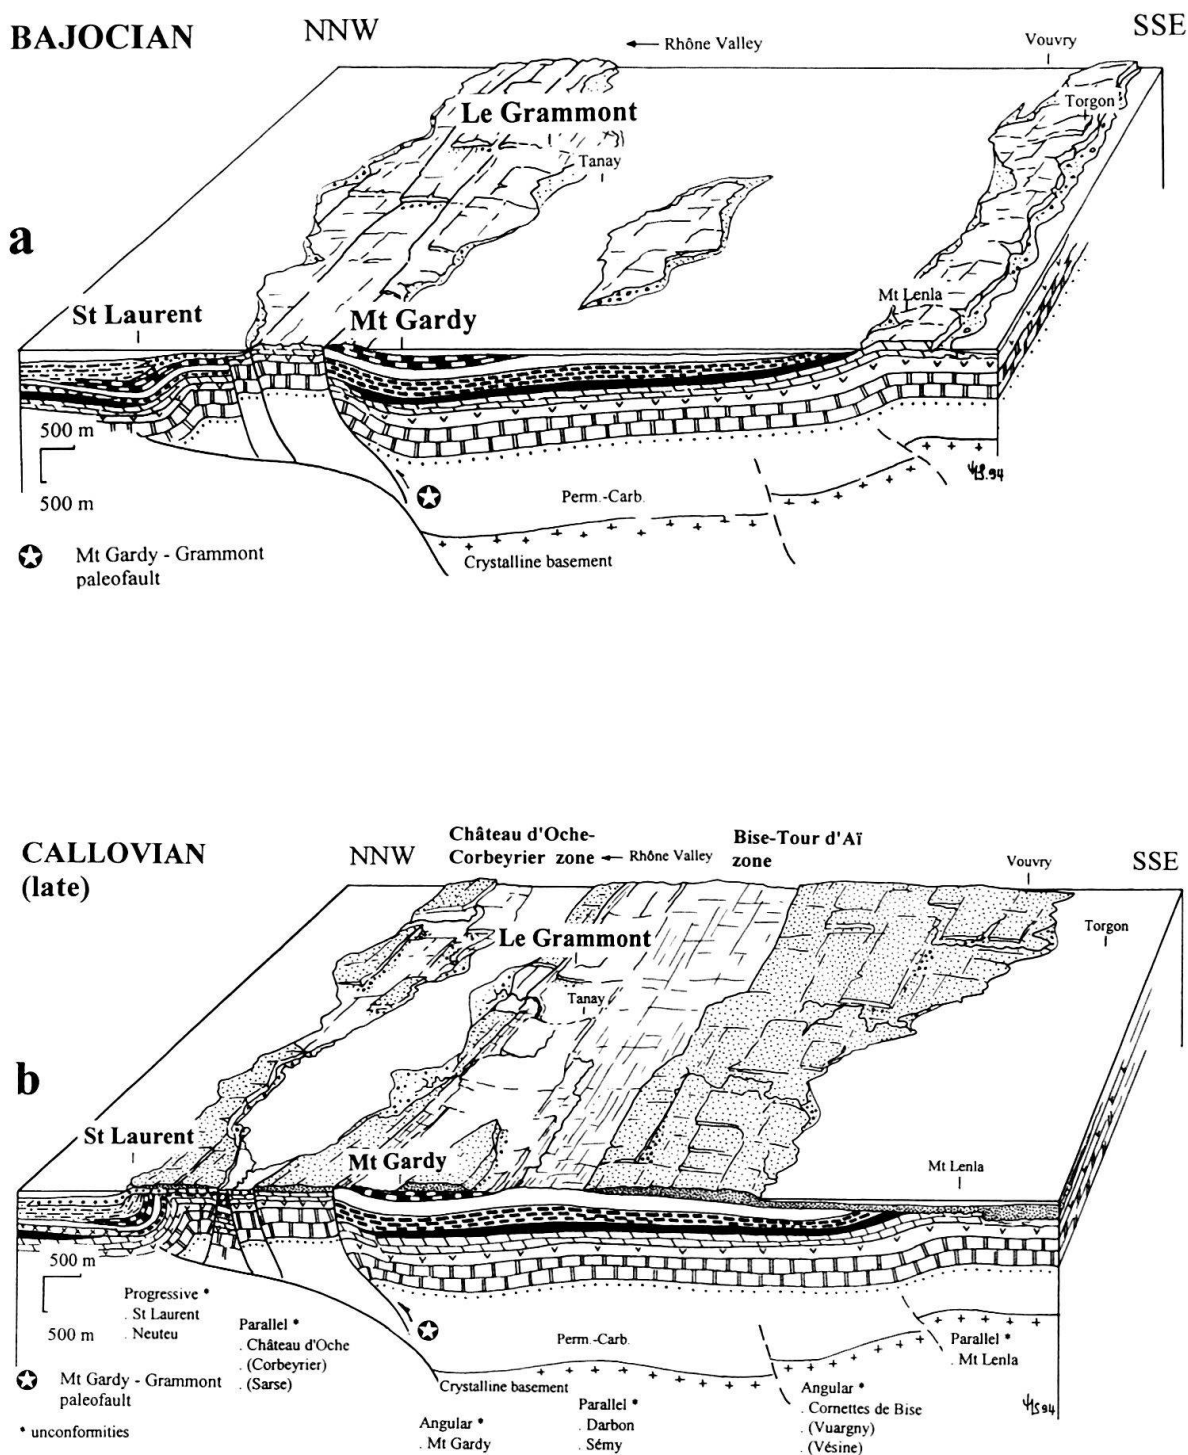 BAJOCIAN
NNW
SSE
← Rhône Valley
Vouvry
Torgon
Le Grammont
Tanay
a
Mt Lenla
St Laurent
Mt Gardy
500 m
500 m
Perm.-Carb.
Crystalline basement
Mt Gardy - Grammont
paleofault
CALLOVIAN
(late)
NNW
Château d'Oche-
Corbeyrier zone
← Rhône Valley
Bise-Tour d'Aï
zone
Vouvry
SSE
Torgon
Le Grammont
Tanay
b
St Laurent
Mt Gardy
Mt Lenla
500 m
500 m
Progressive *
. St Laurent
. Neuteu
Parallel *
. Château d'Oche
. (Corbeyrier)
. (Sarse)
Perm.-Carb.
Parallel *
. Mt Lenla
Mt Gardy - Grammont
paleofault
Crystalline basement
* unconformities
Angular *
. Mt Gardy
Parallel *
. Darbon
. Sémy
Angular *
. Cornettes de Bise
. (Vuargny)
. (Vésine)